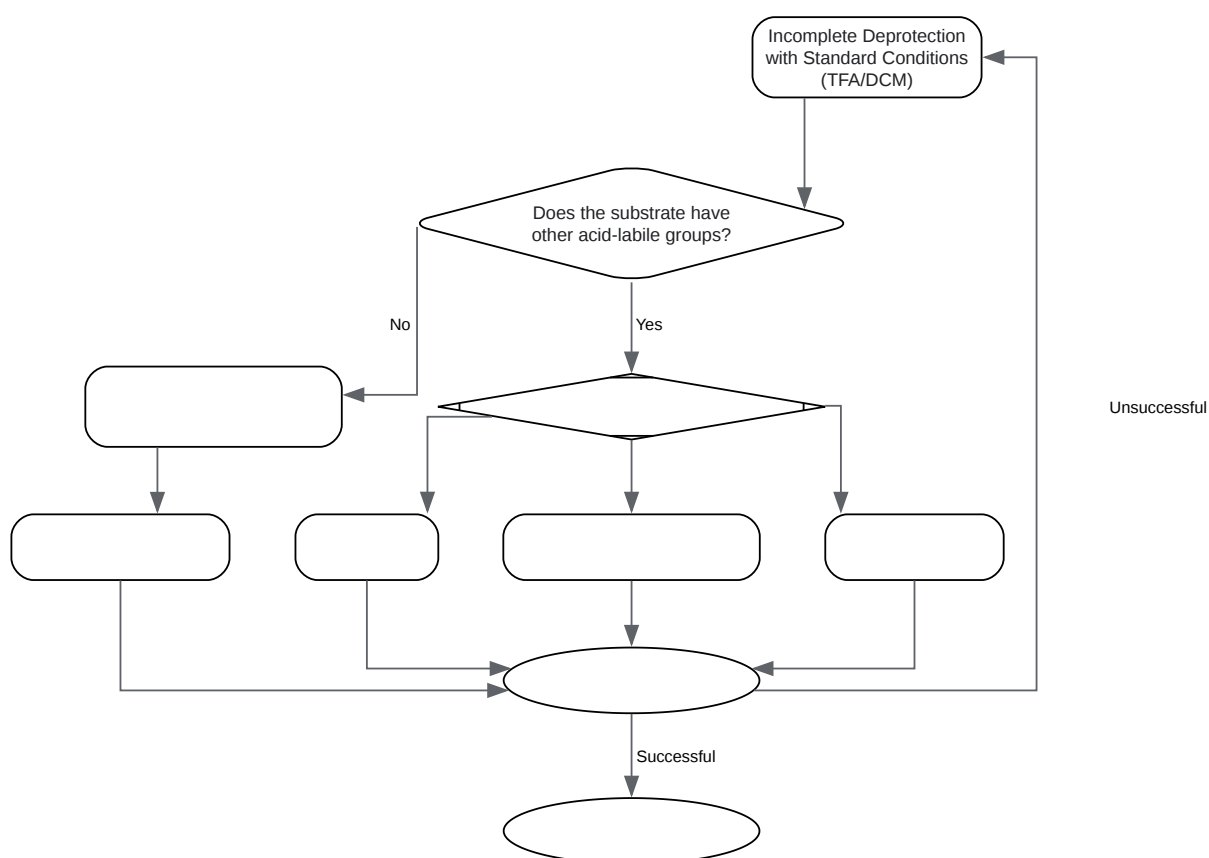 Incomplete Deprotection
with Standard Conditions
(TFA/DCM)
Does the substrate have
other acid-labile groups?
No
Yes
Unsuccessful
Successful